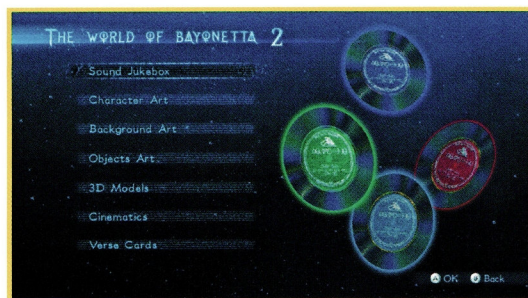 THE WORLD OF BAYONETTA 2
Sound Jukebox
Character Art
Background Art
Objects Art
3D Models
Cinematics
Verse Cards
OK Back